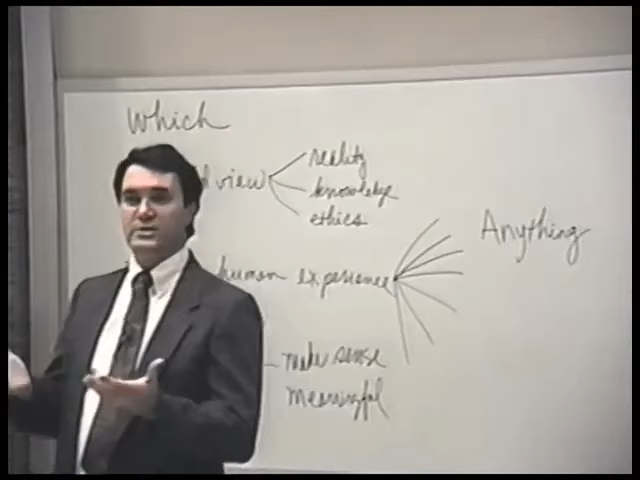 Which
view
reality
knowledge
ethics
Anything
human experience
make sense
meaningful